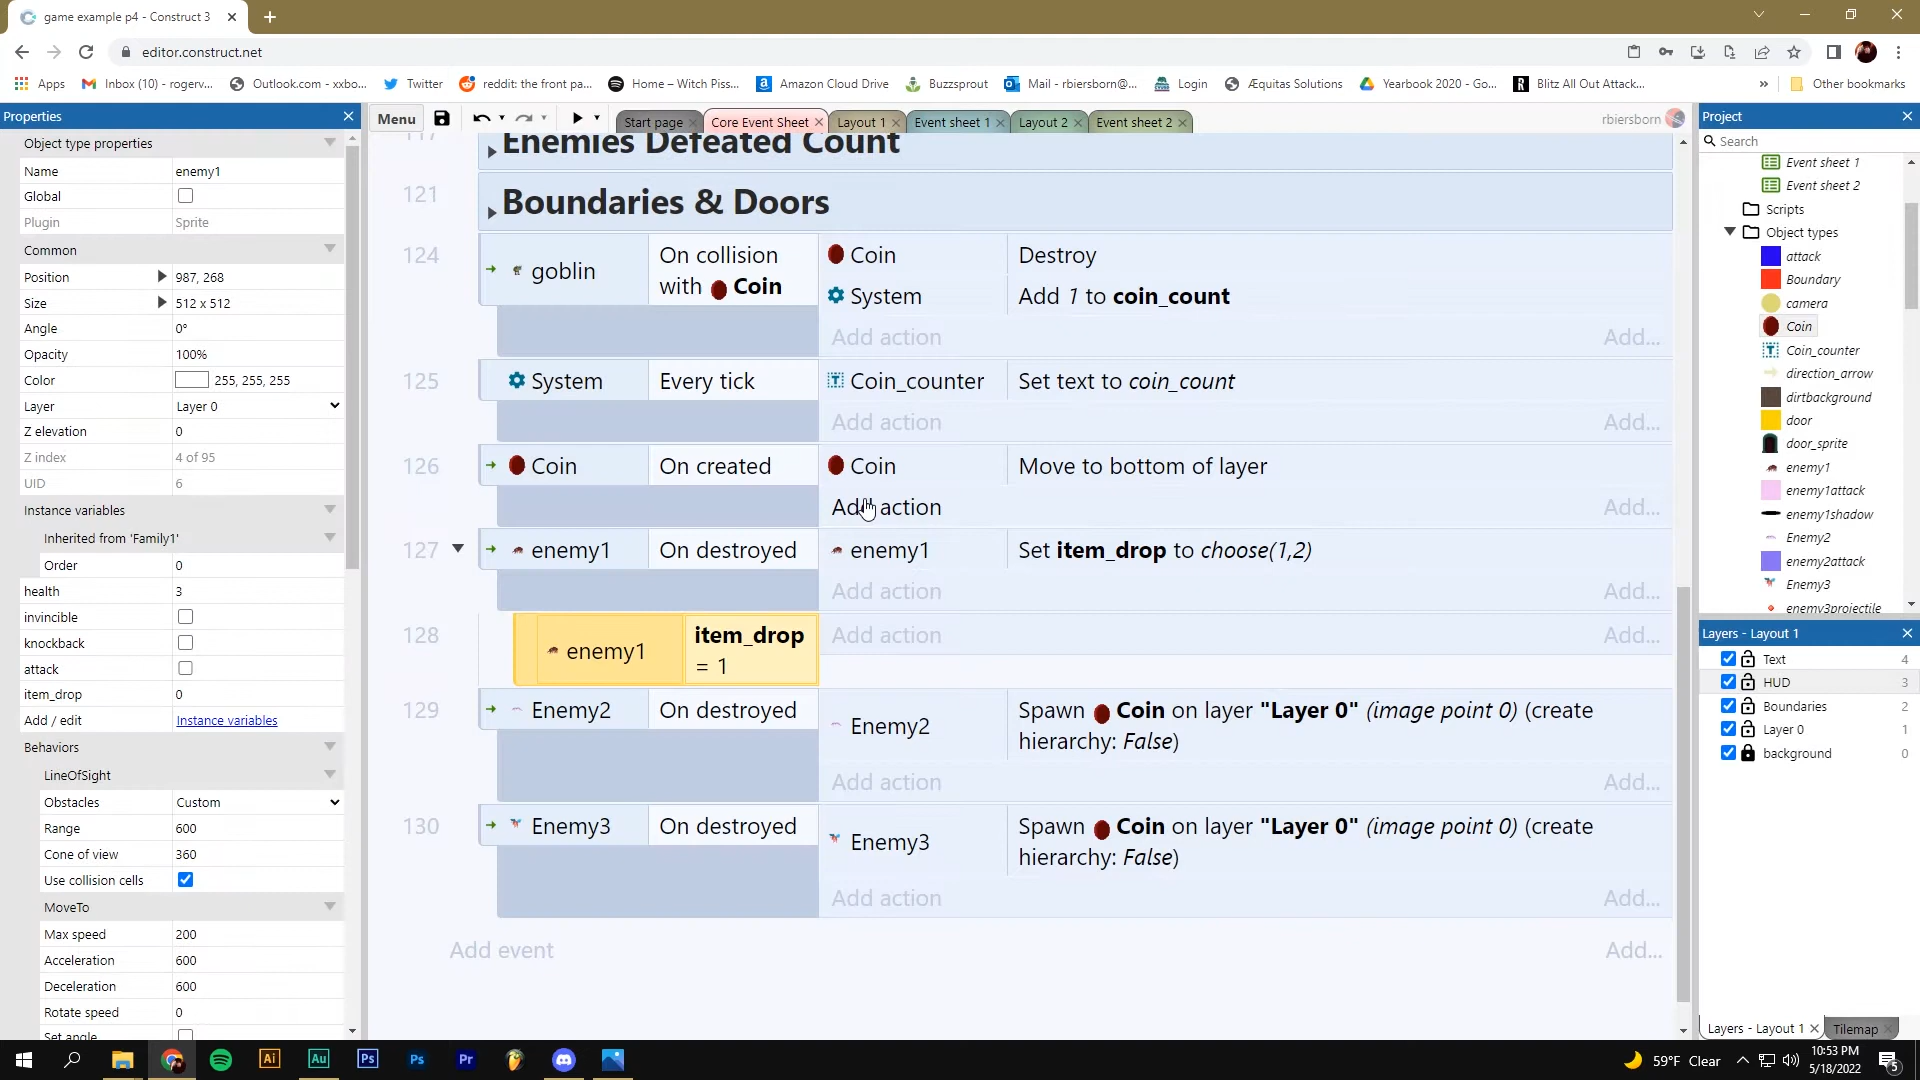 game example p4 - Construct 3
editor.construct.net
Apps
Inbox (10) - rogerv...
Outlook.com - xxbo...
Twitter
reddit: the front pa...
Home – Witch Piss...
Amazon Cloud Drive
Buzzsprout
Mail - rbiersborn@...
Login
Æquitas Solutions
Yearbook 2020 - Go...
Blitz All Out Attack...
»
Other bookmarks
Properties
Menu
Start page
Core Event Sheet
Layout 1
Event sheet 1
Layout 2
Event sheet 2
rbiersborn
Project
Object type properties
Name enemy1
Global
Plugin Sprite
Common
Position 987, 268
Size 512 x 512
Angle 0°
Opacity 100%
Color 255, 255, 255
Layer Layer 0
Z elevation 0
Z index 4 of 95
UID 6
Instance variables
Inherited from 'Family1'
Order 0
health 3
invincible
knockback
attack
item_drop 0
Add / edit Instance variables
Behaviors
LineOfSight
Obstacles Custom
Range 600
Cone of view 360
Use collision cells
MoveTo
Max speed 200
Acceleration 600
Deceleration 600
Rotate speed 0
Set angle
117 Enemies Defeated Count
121 Boundaries & Doors
124 goblin On collision with Coin
Coin Destroy
System Add 1 to coin_count
Add action Add...
125 System Every tick
Coin_counter Set text to coin_count
Add action Add...
126 Coin On created
Coin Move to bottom of layer
Add action Add...
127 enemy1 On destroyed
enemy1 Set item_drop to choose(1,2)
Add action Add...
128 enemy1 item_drop = 1
Add action Add...
129 Enemy2 On destroyed
Enemy2 Spawn Coin on layer "Layer 0" (image point 0) (create
hierarchy: False)
Add action Add...
130 Enemy3 On destroyed
Enemy3 Spawn Coin on layer "Layer 0" (image point 0) (create
hierarchy: False)
Add action Add...
Add event Add...
Search
Event sheet 1
Event sheet 2
Scripts
Object types
attack
Boundary
camera
Coin
Coin_counter
direction_arrow
dirtbackground
door
door_sprite
enemy1
enemy1attack
enemy1shadow
Enemy2
enemy2attack
Enemy3
enemy3projectile
Layers - Layout 1
Text 4
HUD 3
Boundaries 2
Layer 0 1
background 0
Layers - Layout 1
Tilemap
Ai
Au
Ps
Ps
Pr
59°F Clear
10:53 PM
5/18/2022
5